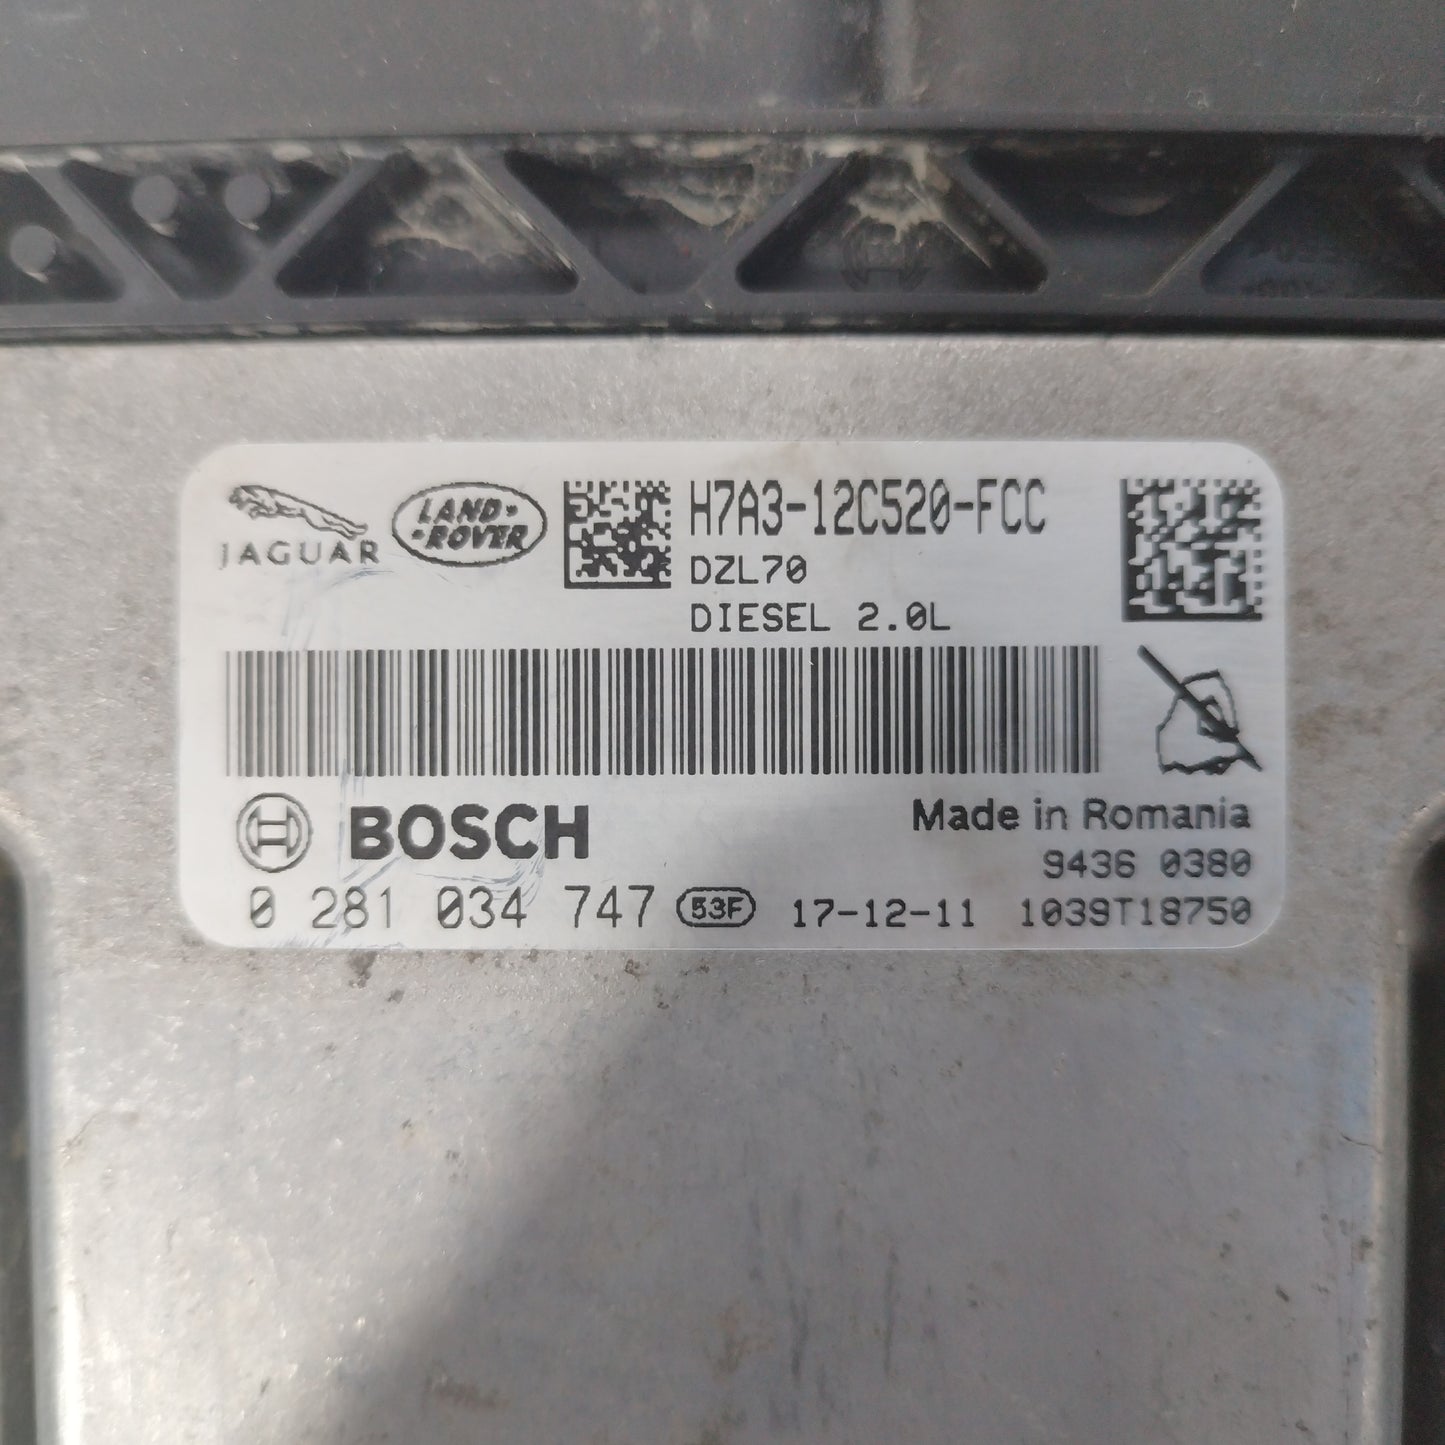 JAGUAR
LAND-
-ROVER
H7A3-12C520-FCC
DZL70
DIESEL 2.0L
BOSCH
Made in Romania
9436 0380
0 281 034 747 53F 17-12-11 1039T18750